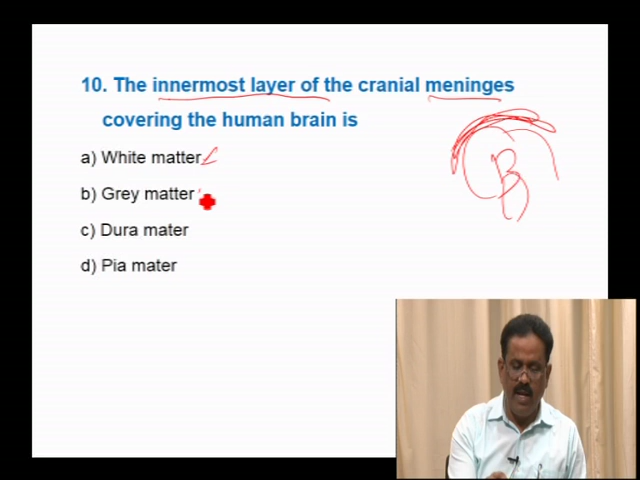 10. The innermost layer of the cranial meninges
covering the human brain is
a) White matter
b) Grey matter
c) Dura mater
d) Pia mater
B